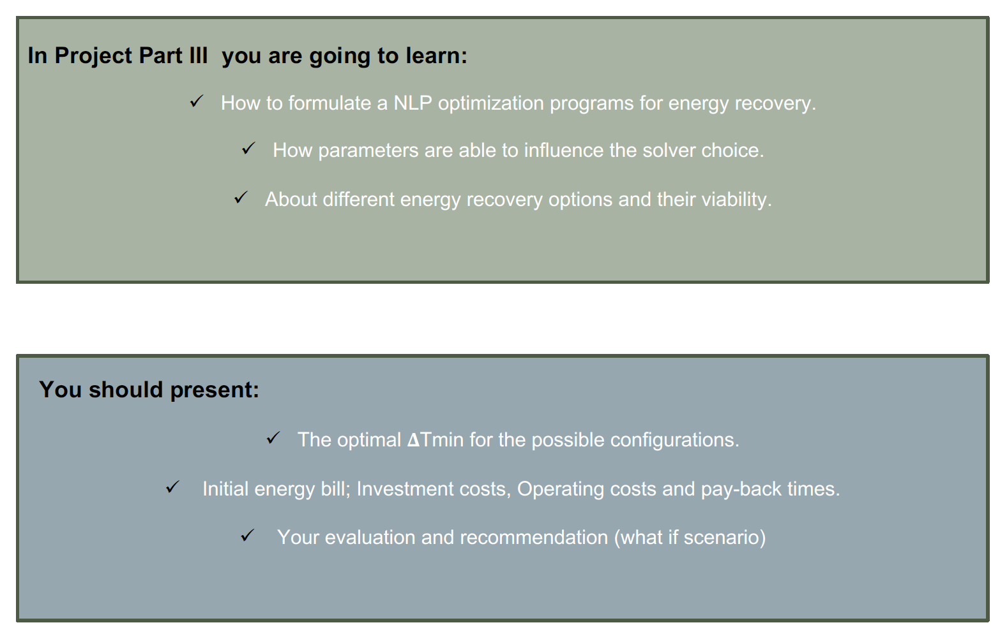 In Project Part III  you are going to learn:
✓ How to formulate a NLP optimization programs for energy recovery.
✓ How parameters are able to influence the solver choice.
✓ About different energy recovery options and their viability.
You should present:
✓ The optimal ΔTmin for the possible configurations.
✓ Initial energy bill; Investment costs, Operating costs and pay-back times.
✓ Your evaluation and recommendation (what if scenario)